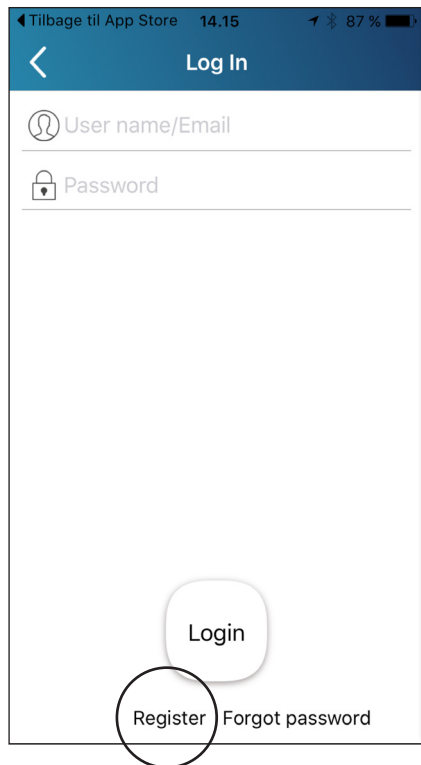 Tilbage til App Store 14.15 87 %
Log In
User name/Email
Password
Login
Register Forgot password